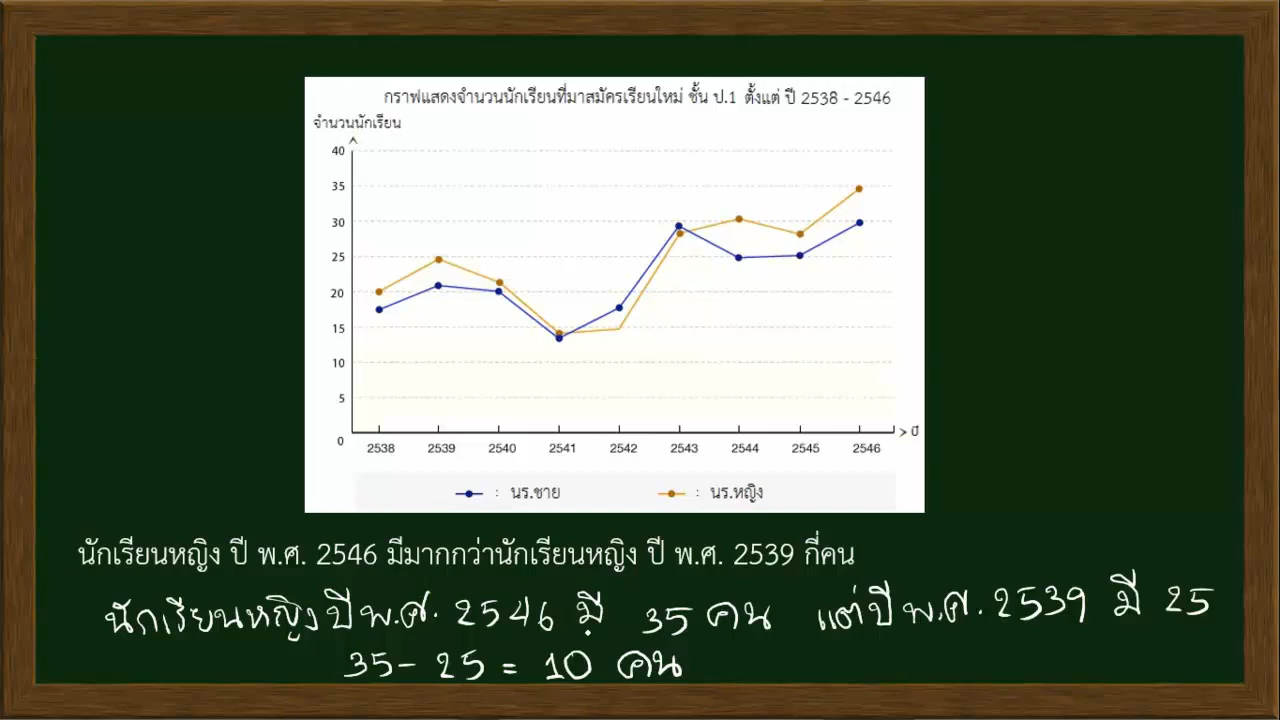 กราฟแสดงจำนวนนักเรียนที่มาสมัครเรียนใหม่ ชั้น ป.1 ตั้งแต่ ปี 2538 - 2546
จำนวนนักเรียน
40
35
30
25
20
15
10
5
0
2538 2539 2540 2541 2542 2543 2544 2545 2546 ปี
: นร.ชาย : นร.หญิง
นักเรียนหญิง ปี พ.ศ. 2546 มีมากกว่านักเรียนหญิง ปี พ.ศ. 2539 กี่คน
นักเรียนหญิงปี พ.ศ. 2546 มี 35 คน แต่ปี พ.ศ. 2539 มี 25
35 - 25 = 10 คน